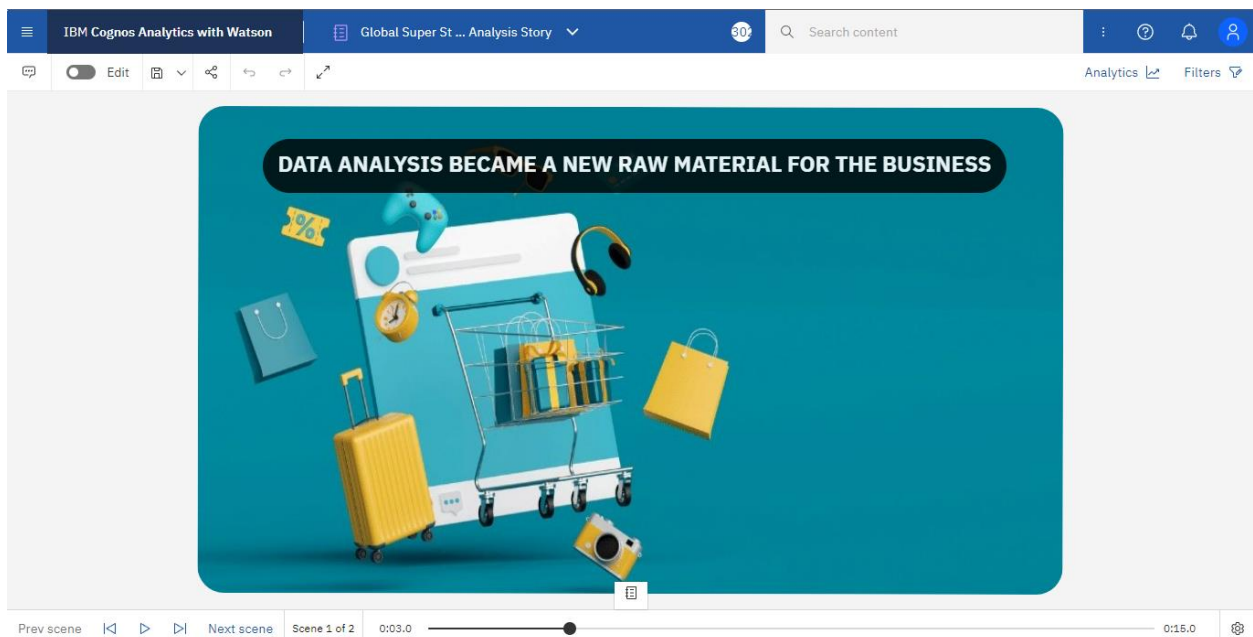 IBM Cognos Analytics with Watson
Global Super St ... Analysis Story
302
Search content
Edit
Analytics
Filters
DATA ANALYSIS BECAME A NEW RAW MATERIAL FOR THE BUSINESS
%
Prev scene
Next scene
Scene 1 of 2
0:03.0
0:15.0